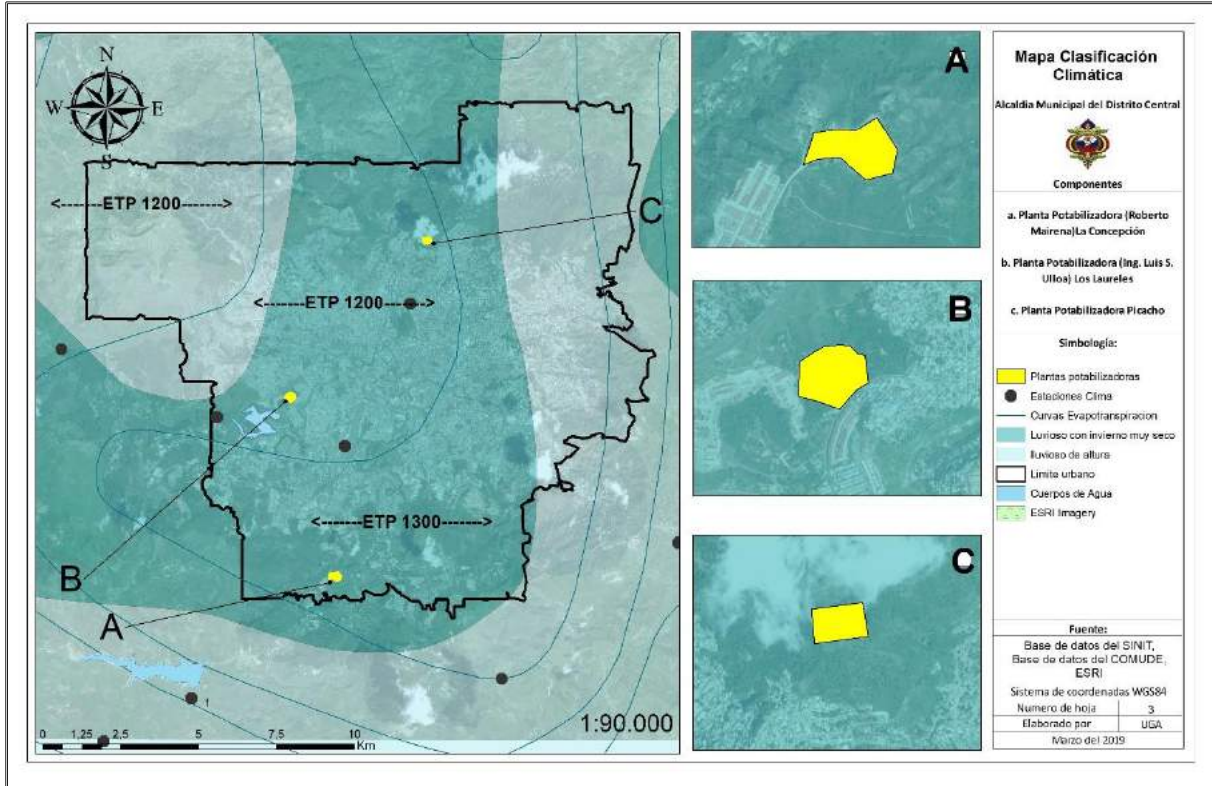 N
W
E
S
<------ETP 1200------>
C
<------ETP 1200------>
<------ETP 1300------>
B
A
1
1:90.000
0 1,25 2,5 5 7,5 10
Km
A
B
C
Mapa Clasificación
Climática
Alcaldia Municipal del Distrito Central
Componentes
a. Planta Potabilizadora (Roberto
Mairena)La Concepción
b. Planta Potabilizadora (Ing. Luis S.
Ulloa) Los Laureles
c. Planta Potabilizadora Picacho
Simbología:
Plantas potabilizadoras
Estaciones Clima
Curvas Evapotranspiracion
Luvioso con invierno muy seco
lluvioso de altura
Limite urbano
Cuerpos de Agua
ESRI Imagery
Fuente:
Base de datos del SINIT,
Base de datos del COMUDE,
ESRI
Sistema de coordenadas WGS84
Numero de hoja 3
Elaborado por UGA
Marzo del 2019